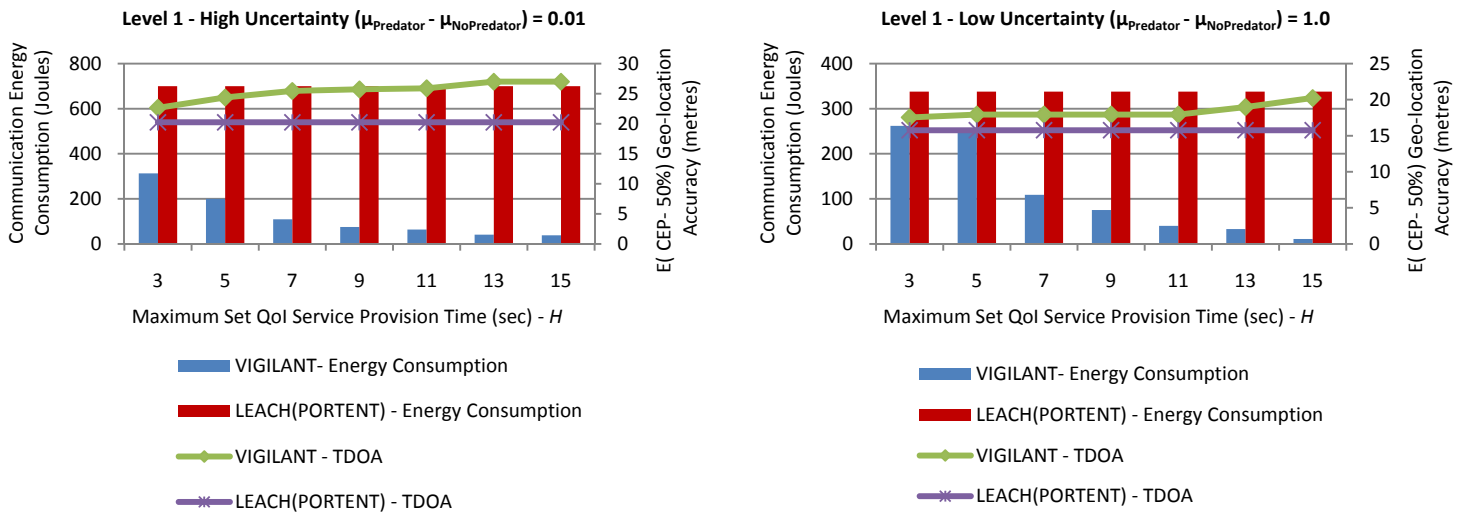 Level 1 - High Uncertainty (μPredator - μNoPredator) = 0.01
Communication Energy
Consumption (Joules)
800
600
400
200
0
30
25
20
15
10
5
0
E( CEP- 50%) Geo-location
Accuracy (metres)
3 5 7 9 11 13 15
Maximum Set QoI Service Provision Time (sec) - H
VIGILANT- Energy Consumption
LEACH(PORTENT) - Energy Consumption
VIGILANT - TDOA
LEACH(PORTENT) - TDOA
Level 1 - Low Uncertainty (μPredator - μNoPredator) = 1.0
Communication Energy
Consumption (Joules)
400
300
200
100
0
25
20
15
10
5
0
E( CEP- 50%) Geo-location
Accuracy (metres)
3 5 7 9 11 13 15
Maximum Set QoI Service Provision Time (sec) - H
VIGILANT- Energy Consumption
LEACH(PORTENT) - Energy Consumption
VIGILANT - TDOA
LEACH(PORTENT) - TDOA